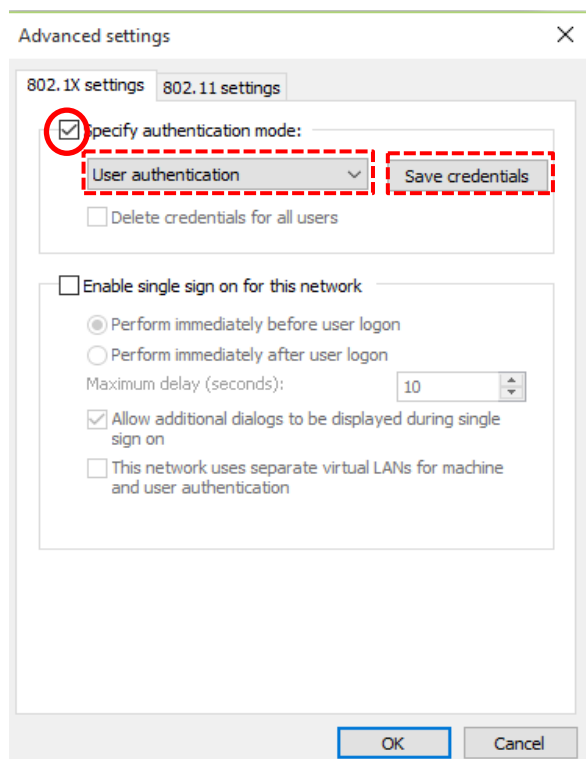 Advanced settings
802.1X settings
802.11 settings
Specify authentication mode:
User authentication
Save credentials
Delete credentials for all users
Enable single sign on for this network
Perform immediately before user logon
Perform immediately after user logon
Maximum delay (seconds):
10
Allow additional dialogs to be displayed during single
sign on
This network uses separate virtual LANs for machine
and user authentication
OK
Cancel